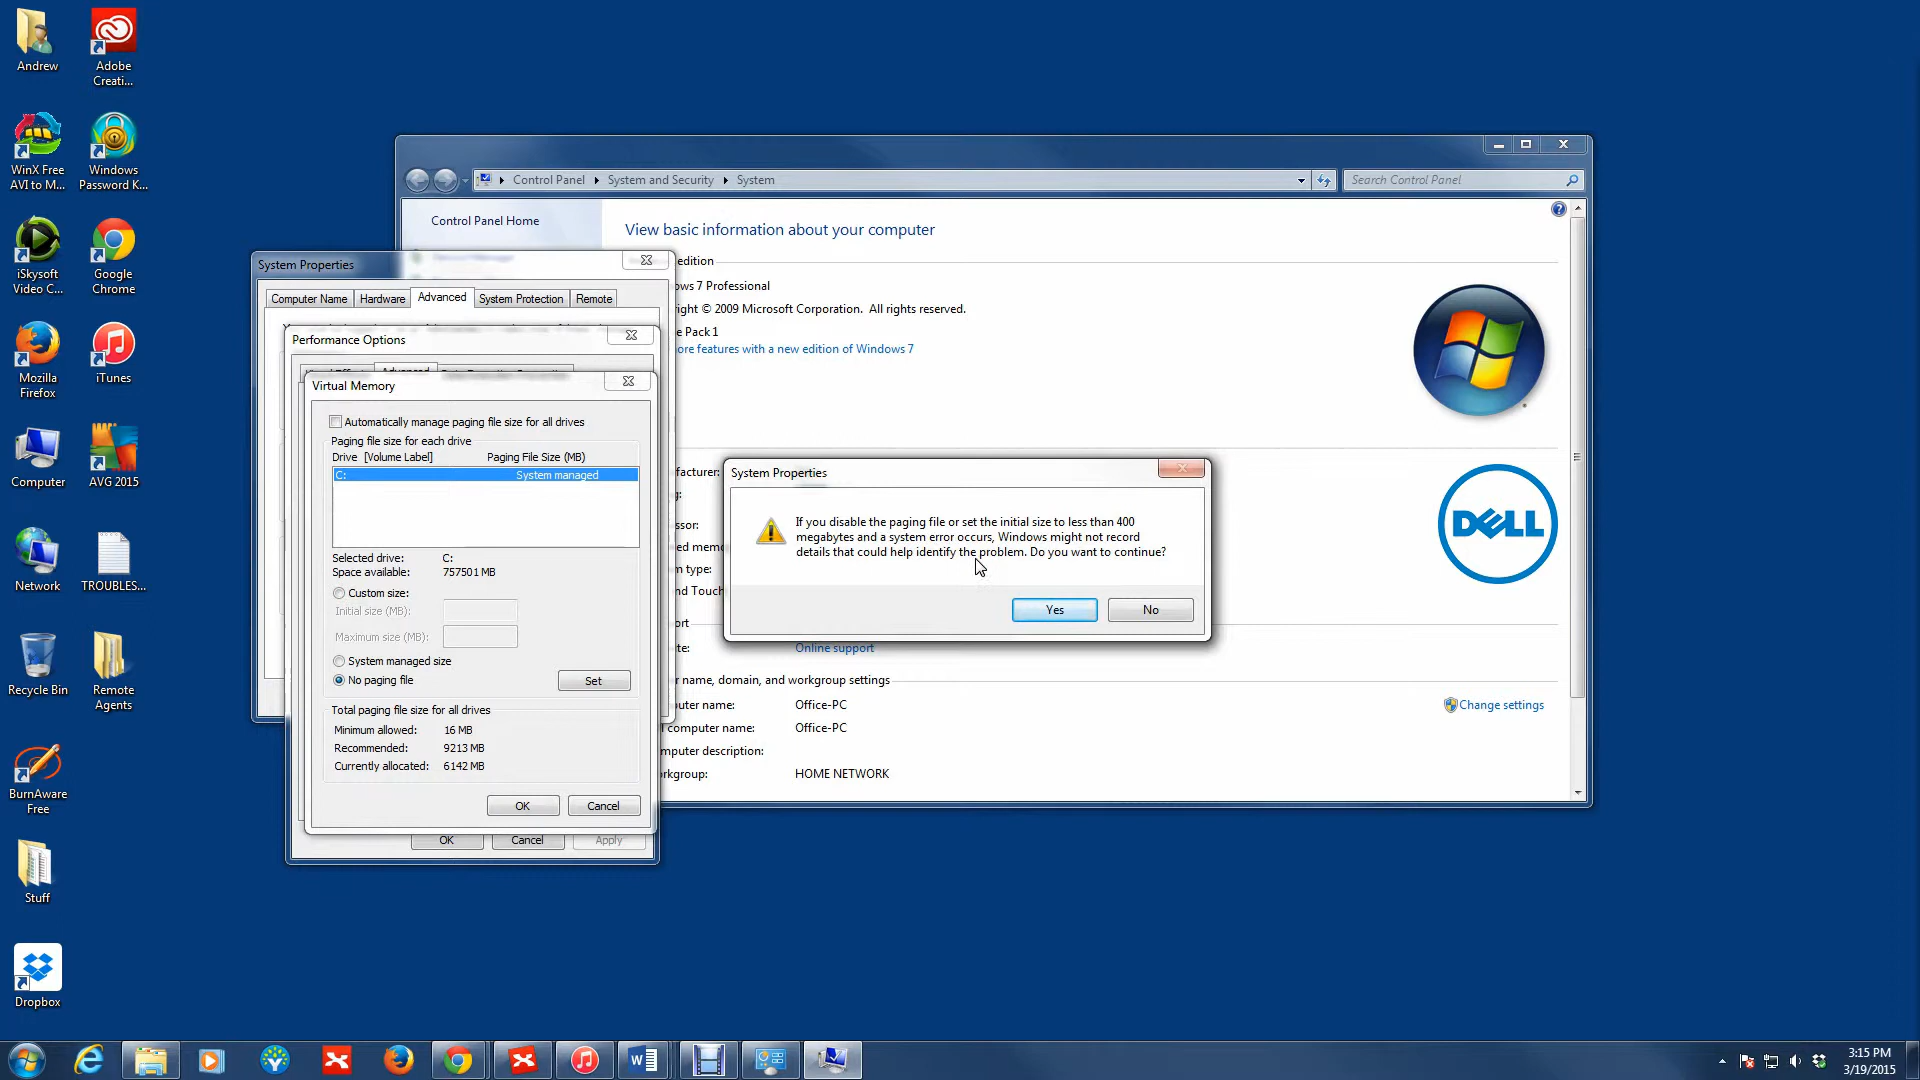 Andrew
Adobe
Creati...
WinX Free
AVI to M...
Windows
Password K...
iSkysoft
Video C...
Google
Chrome
Mozilla
Firefox
iTunes
Computer
AVG 2015
Network
TROUBLES...
Recycle Bin
Remote
Agents
BurnAware
Free
Stuff
Dropbox
Control Panel
System and Security
System
Search Control Panel
Control Panel Home
View basic information about your computer
edition
ows 7 Professional
right © 2009 Microsoft Corporation. All rights reserved.
e Pack 1
more features with a new edition of Windows 7
facturer:
ssor:
ed mem
m type:
nd Touch
ort
te:
Online support
r name, domain, and workgroup settings
puter name:
Office-PC
computer name:
Office-PC
mputer description:
rkgroup:
HOME NETWORK
Change settings
DELL
System Properties
Computer Name
Hardware
Advanced
System Protection
Remote
Performance Options
Advanced
Virtual Memory
Automatically manage paging file size for all drives
Paging file size for each drive
Drive [Volume Label]
Paging File Size (MB)
C:
System managed
Selected drive:
C:
Space available:
757501 MB
Custom size:
Initial size (MB):
Maximum size (MB):
System managed size
No paging file
Set
Total paging file size for all drives
Minimum allowed:
16 MB
Recommended:
9213 MB
Currently allocated:
6142 MB
OK
Cancel
OK
Cancel
Apply
System Properties
If you disable the paging file or set the initial size to less than 400
megabytes and a system error occurs, Windows might not record
details that could help identify the problem. Do you want to continue?
Yes
No
3:15 PM
3/19/2015